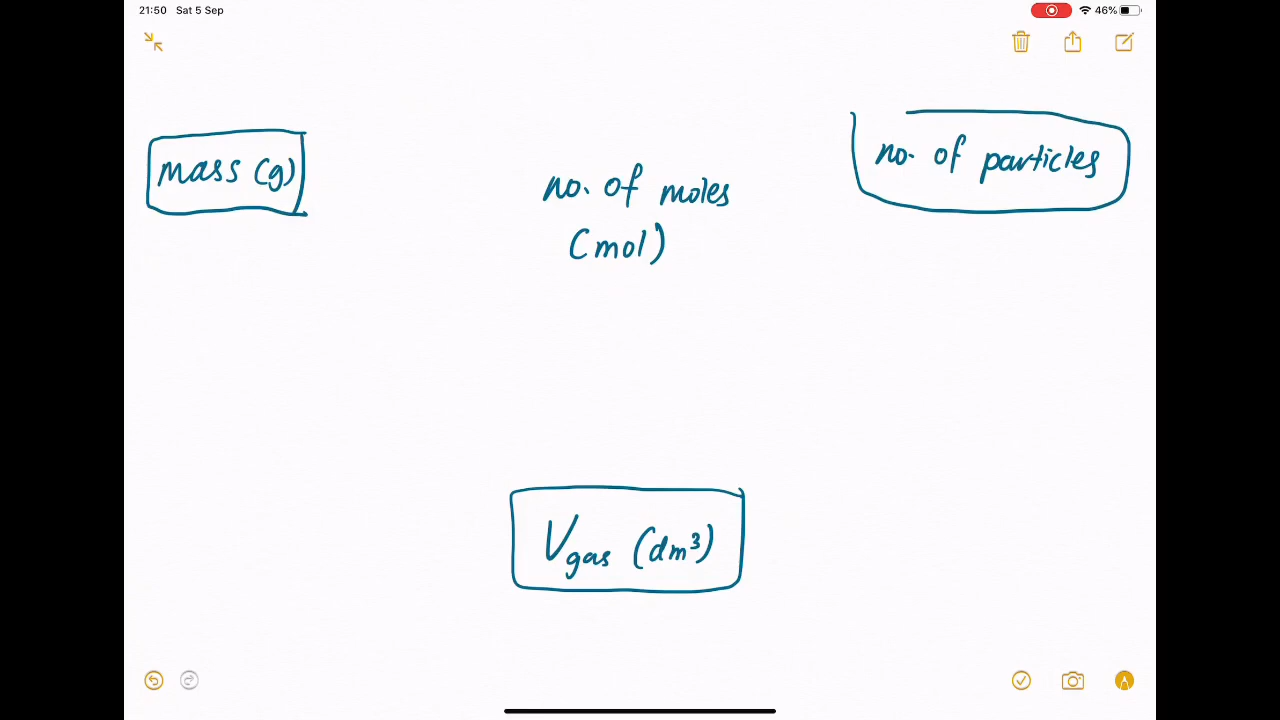 21:50 Sat 5 Sep
46%
mass (g)
no. of moles
(mol)
no. of particles
Vgas (dm³)